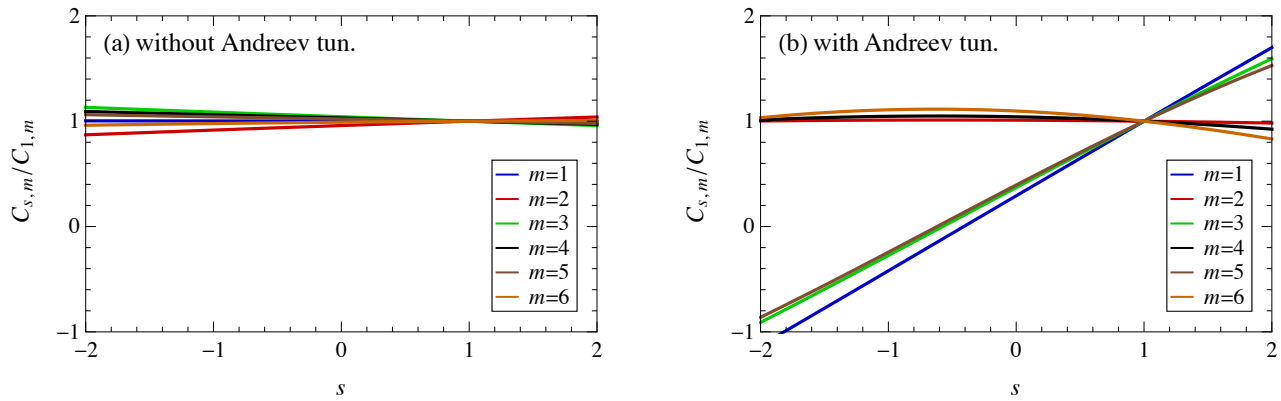 (a) without Andreev tun.
C_{s,m}/C_{1,m}
2
1
0
−1
m=1
m=2
m=3
m=4
m=5
m=6
−2 −1 0 1 2
s
(b) with Andreev tun.
C_{s,m}/C_{1,m}
2
1
0
−1
m=1
m=2
m=3
m=4
m=5
m=6
−2 −1 0 1 2
s